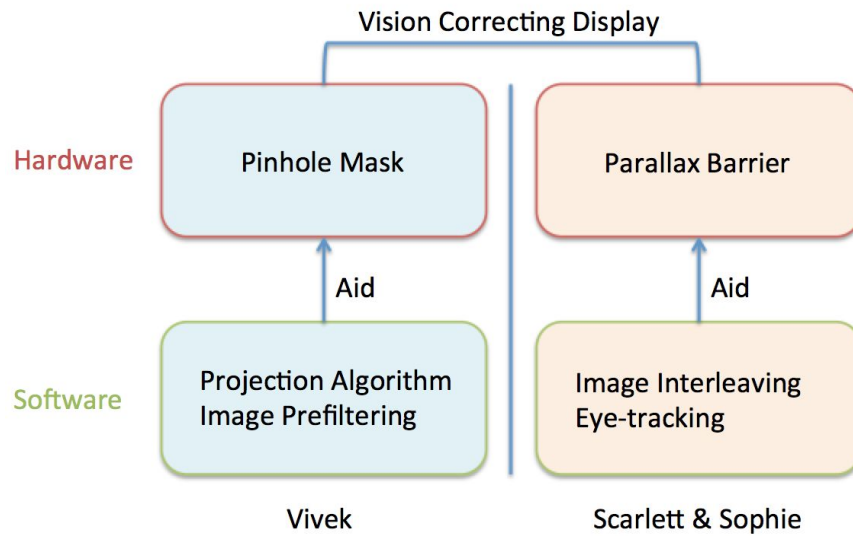 Vision Correcting Display
Hardware
Pinhole Mask
Parallax Barrier
Aid
Aid
Software
Projection Algorithm
Image Prefiltering
Image Interleaving
Eye-tracking
Vivek
Scarlett & Sophie